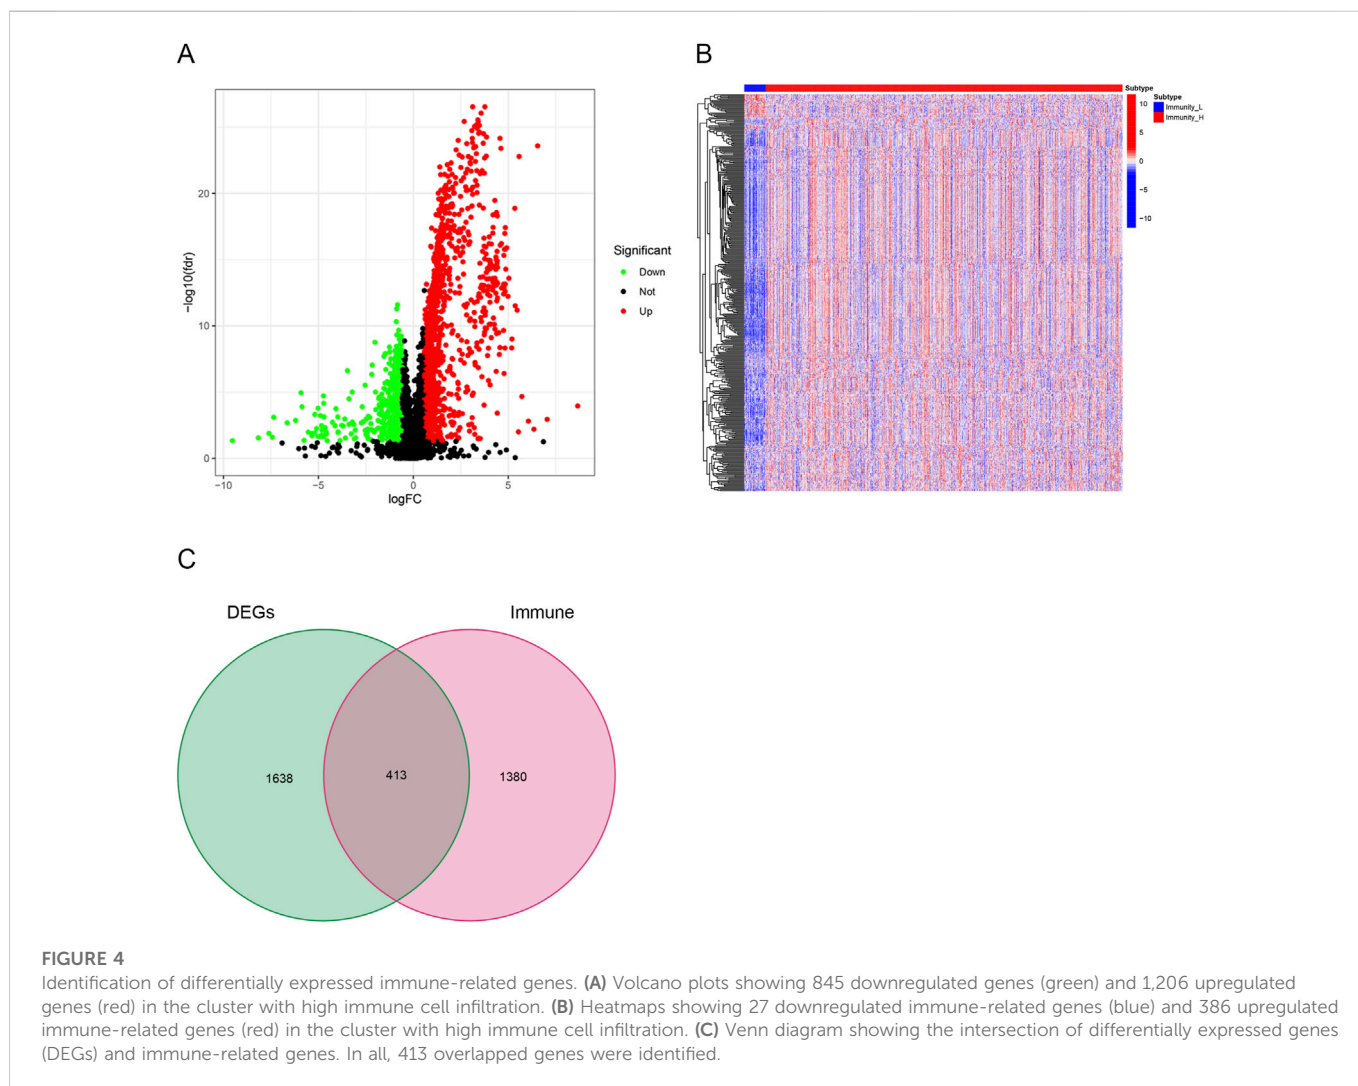 A
20
10
0
−log10(fdr)
−10
−5
0
5
logFC
Significant
Down
Not
Up
B
Subtype
10
5
0
−5
−10
Subtype
Immunity_L
Immunity_H
C
DEGs
Immune
1638
413
1380
FIGURE 4
Identification of differentially expressed immune-related genes. (A) Volcano plots showing 845 downregulated genes (green) and 1,206 upregulated
genes (red) in the cluster with high immune cell infiltration. (B) Heatmaps showing 27 downregulated immune-related genes (blue) and 386 upregulated
immune-related genes (red) in the cluster with high immune cell infiltration. (C) Venn diagram showing the intersection of differentially expressed genes
(DEGs) and immune-related genes. In all, 413 overlapped genes were identified.